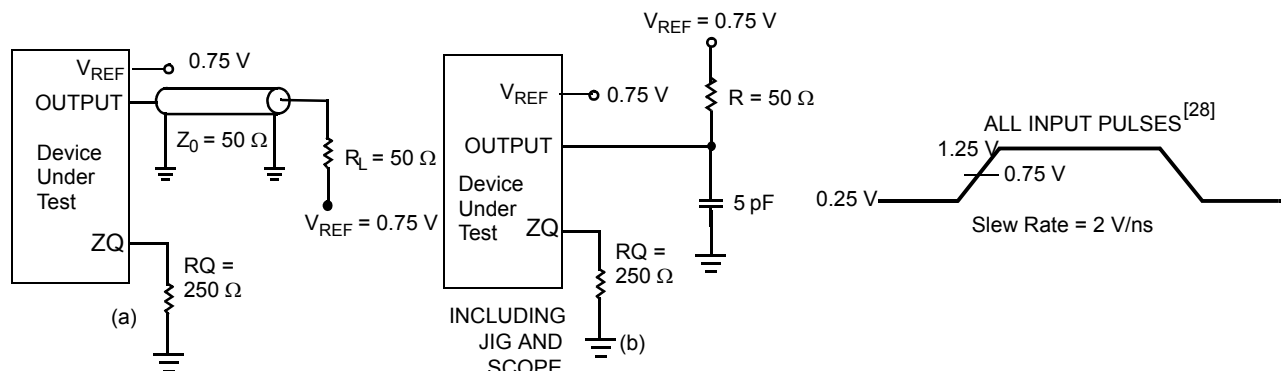 V_REF 0.75 V
OUTPUT
Z_0 = 50 Ω
Device
Under
Test
R_L = 50 Ω
V_REF = 0.75 V
ZQ
RQ =
250 Ω
(a)
V_REF = 0.75 V
R = 50 Ω
V_REF 0.75 V
OUTPUT
Device
Under
Test
5 pF
ZQ
RQ =
250 Ω
INCLUDING
JIG AND
SCOPE
(b)
ALL INPUT PULSES[28]
1.25 V
0.75 V
0.25 V
Slew Rate = 2 V/ns